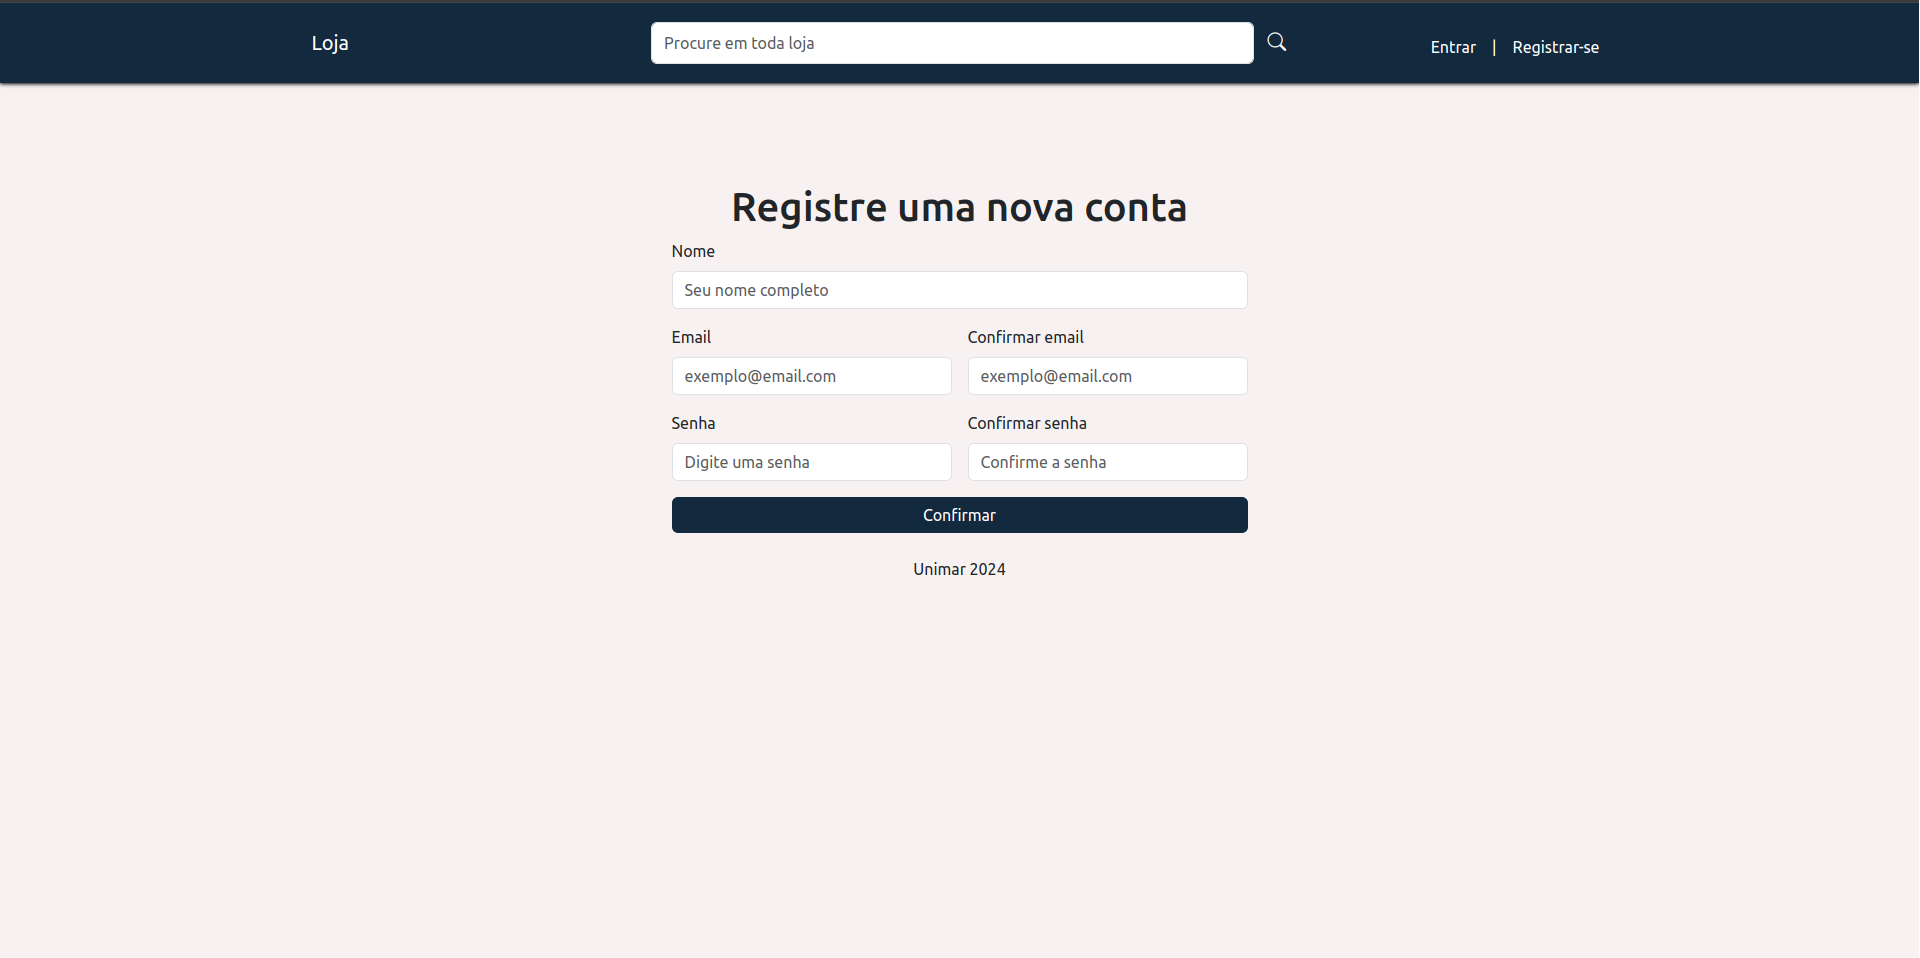 Loja
Procure em toda loja
Entrar | Registrar-se
Registre uma nova conta
Nome
Seu nome completo
Email Confirmar email
exemplo@email.com exemplo@email.com
Senha Confirmar senha
Digite uma senha Confirme a senha
Confirmar
Unimar 2024